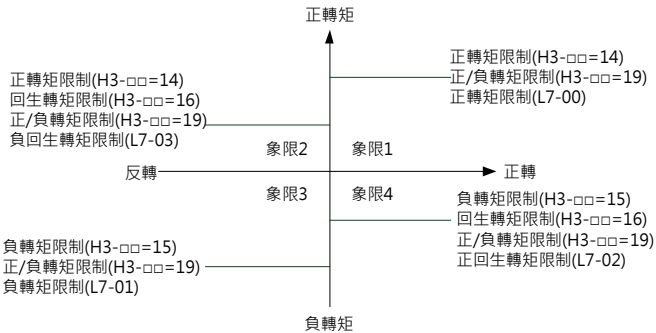 正轉矩
正轉矩限制(H3-□□=14)
正/負轉矩限制(H3-□□=19)
正轉矩限制(L7-00)
正轉矩限制(H3-□□=14)
回生轉矩限制(H3-□□=16)
正/負轉矩限制(H3-□□=19)
負回生轉矩限制(L7-03)
象限2
象限1
反轉
正轉
象限3
象限4
負轉矩限制(H3-□□=15)
回生轉矩限制(H3-□□=16)
正/負轉矩限制(H3-□□=19)
正回生轉矩限制(L7-02)
負轉矩限制(H3-□□=15)
正/負轉矩限制(H3-□□=19)
負轉矩限制(L7-01)
負轉矩